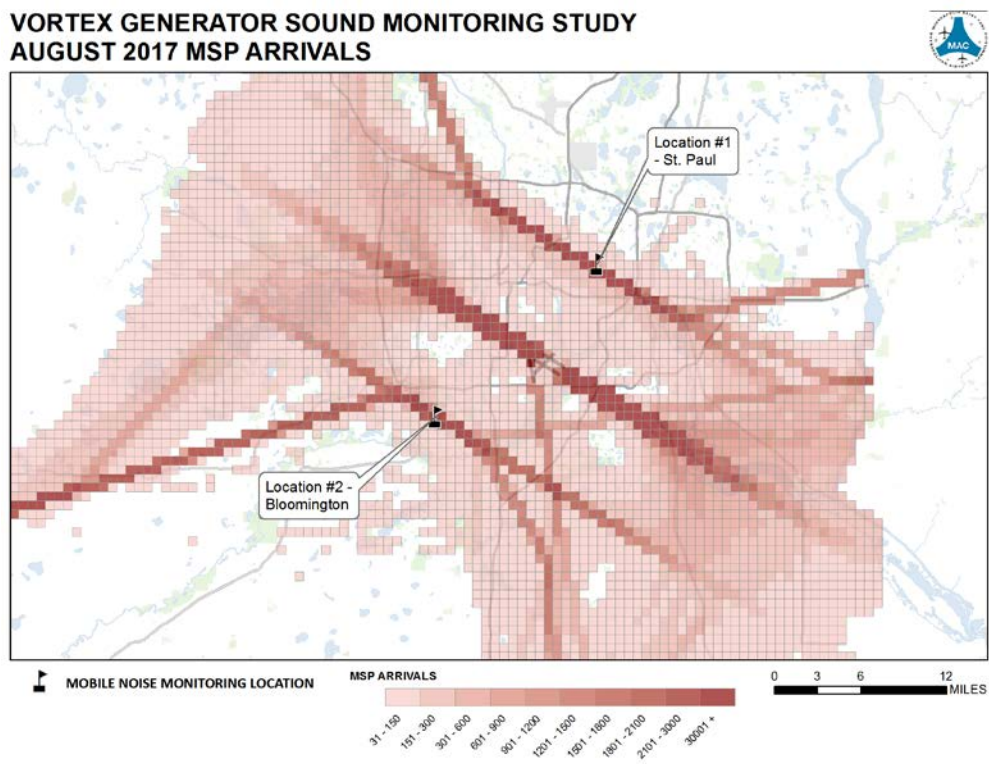 VORTEX GENERATOR SOUND MONITORING STUDY
AUGUST 2017 MSP ARRIVALS
MAC
Location #1
- St. Paul
Location #2 -
Bloomington
MOBILE NOISE MONITORING LOCATION
MSP ARRIVALS
31 - 150
151 - 300
301 - 600
601 - 900
901 - 1200
1201 - 1500
1501 - 1800
1801 - 2100
2101 - 3000
30001 +
0 3 6 12
MILES